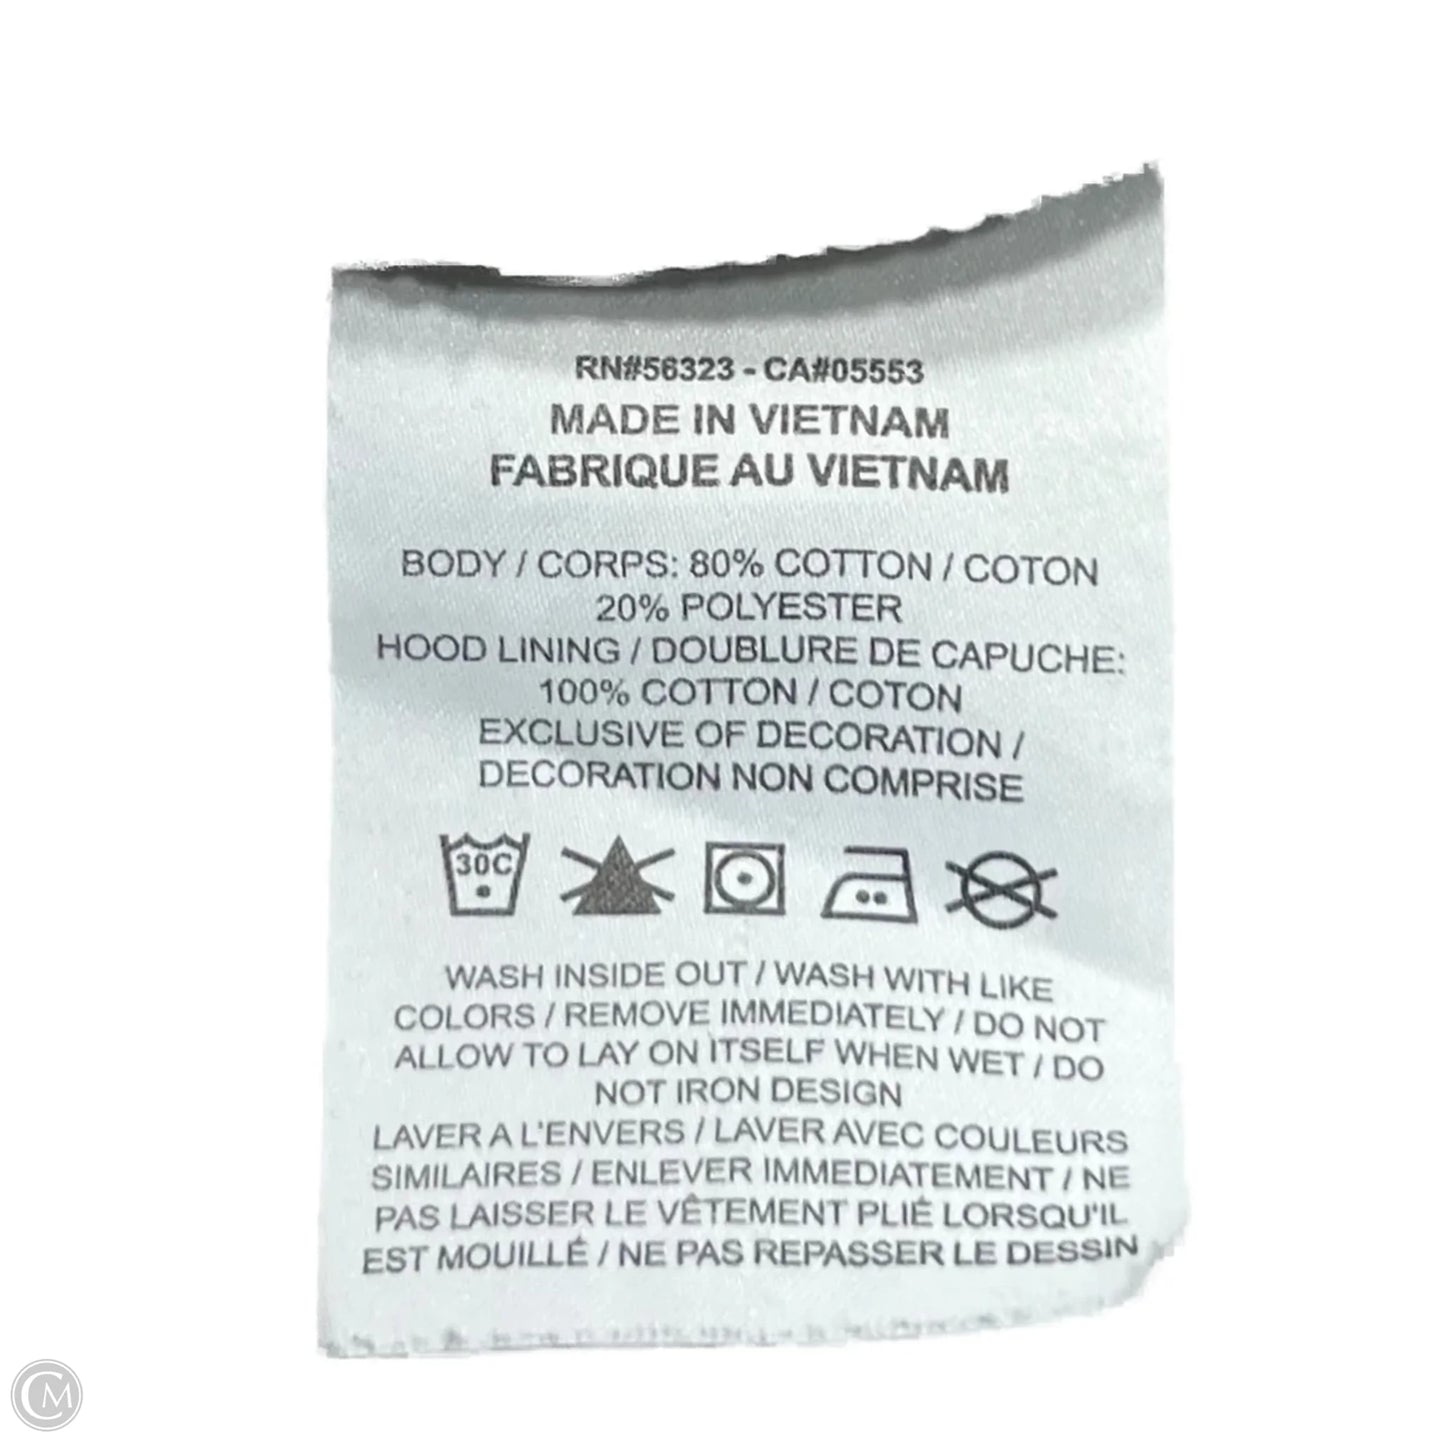 RN#56323 - CA#05553
MADE IN VIETNAM
FABRIQUE AU VIETNAM
BODY / CORPS: 80% COTTON / COTON
20% POLYESTER
HOOD LINING / DOUBLURE DE CAPUCHE:
100% COTTON / COTON
EXCLUSIVE OF DECORATION /
DECORATION NON COMPRISE
30C
WASH INSIDE OUT / WASH WITH LIKE
COLORS / REMOVE IMMEDIATELY / DO NOT
ALLOW TO LAY ON ITSELF WHEN WET / DO
NOT IRON DESIGN
LAVER A L'ENVERS / LAVER AVEC COULEURS
SIMILAIRES / ENLEVER IMMEDIATEMENT / NE
PAS LAISSER LE VÊTEMENT PLIÉ LORSQU'IL
EST MOUILLÉ / NE PAS REPASSER LE DESSIN
CM